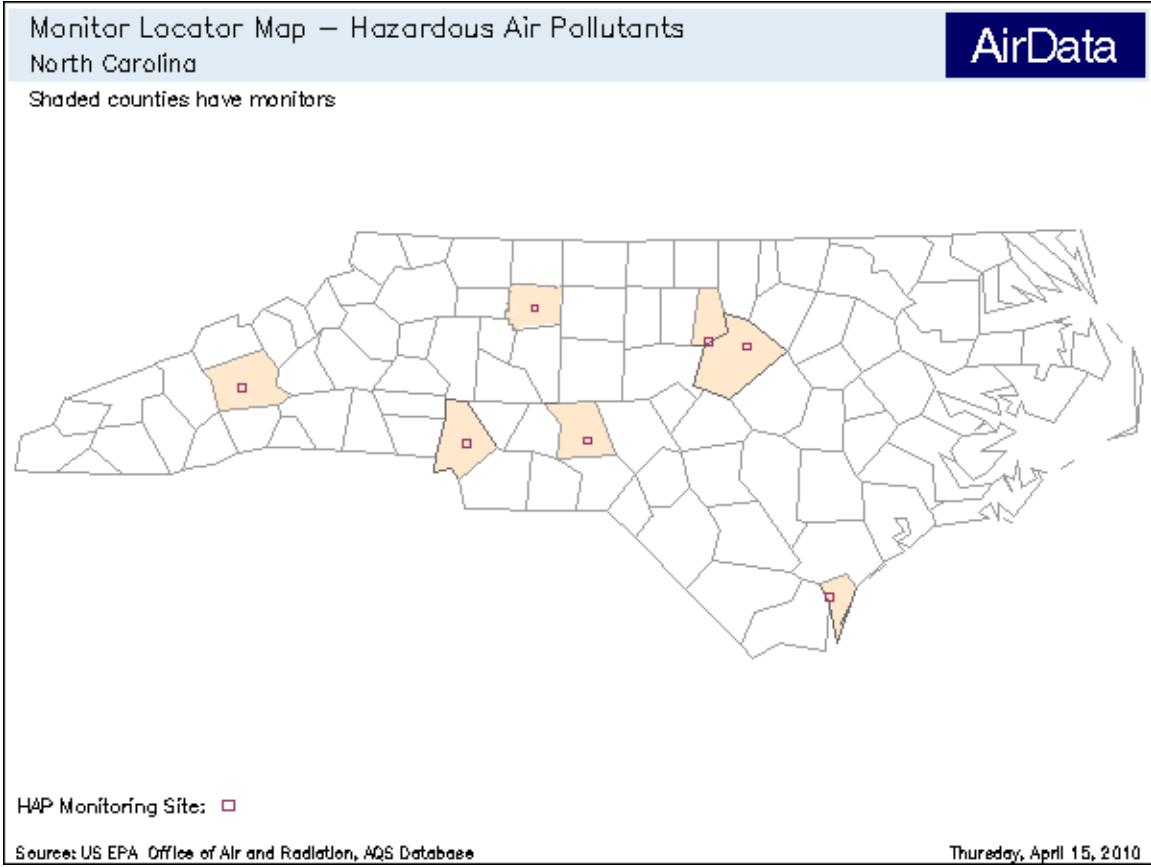 Monitor Locator Map – Hazardous Air Pollutants
North Carolina
AirData
Shaded counties have monitors
HAP Monitoring Site:
Source: US EPA Office of Air and Radiation, AQS Database
Thursday, April 15, 2010